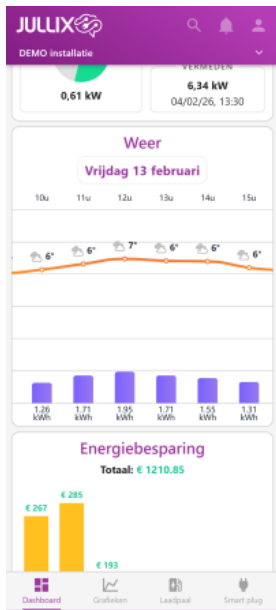 JULLIX
DEMO installatie
VERMEDEN
0,61 kW
6,34 kW
04/02/26, 13:30
Weer
Vrijdag 13 februari
10u 11u 12u 13u 14u 15u
6° 6° 7° 6° 6° 6°
1.26 1.71 1.95 1.71 1.55 1.31
kWh kWh kWh kWh kWh kWh
Energiebesparing
Totaal: € 1210.85
€ 285
€ 267
€ 193
Dashboard Grafieken Laadpaal Smart plug